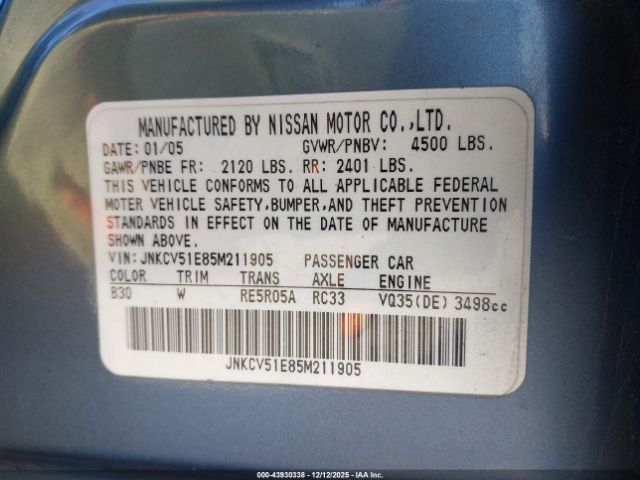 MANUFACTURED BY NISSAN MOTOR CO.,LTD.
DATE: 01/05 GVWR/PNBV: 4500 LBS.
GAWR/PNBE FR: 2120 LBS. RR: 2401 LBS.
THIS VEHICLE CONFORMS TO ALL APPLICABLE FEDERAL
MOTOR VEHICLE SAFETY,BUMPER,AND THEFT PREVENTION
STANDARDS IN EFFECT ON THE DATE OF MANUFACTURE
SHOWN ABOVE.
VIN: JNKCV51E85M211905 PASSENGER CAR
COLOR TRIM TRANS AXLE ENGINE
B30 W RE5R05A RC33 VQ35(DE) 3498cc
JNKCV51E85M211905
000-43930338 - 12/12/2025 - IAAI.COM